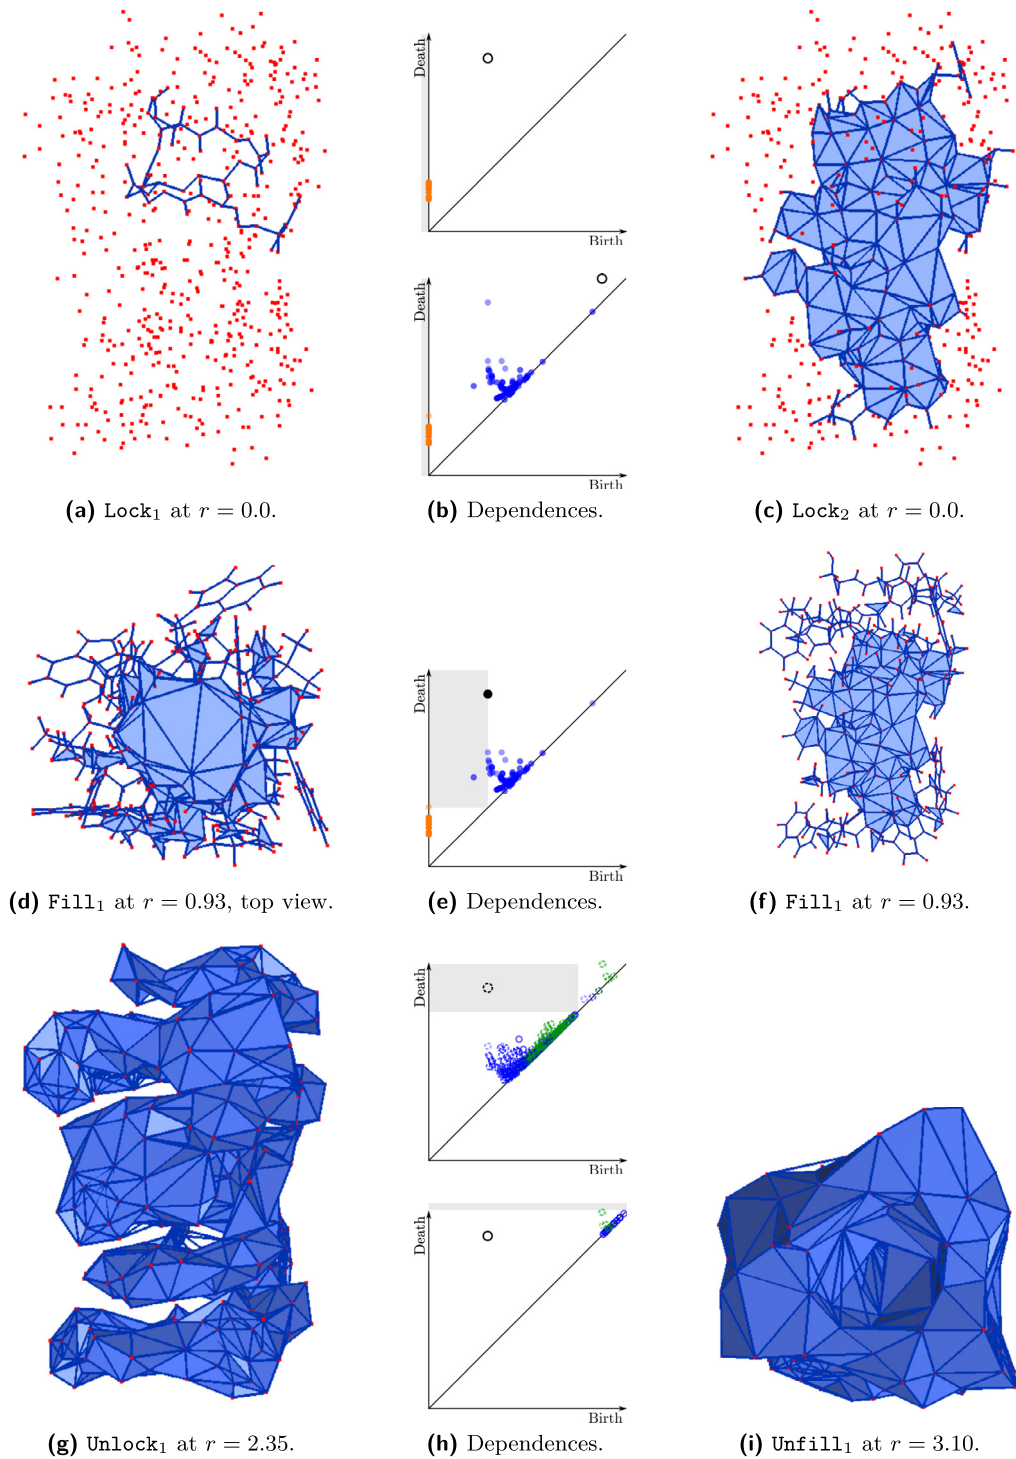 Death
Birth
Death
Birth
(a) Lock₁ at r = 0.0.
(b) Dependences.
(c) Lock₂ at r = 0.0.
Death
Birth
(d) Fill₁ at r = 0.93, top view.
(e) Dependences.
(f) Fill₁ at r = 0.93.
Death
Birth
Death
Birth
(g) Unlock₁ at r = 2.35.
(h) Dependences.
(i) Unfill₁ at r = 3.10.